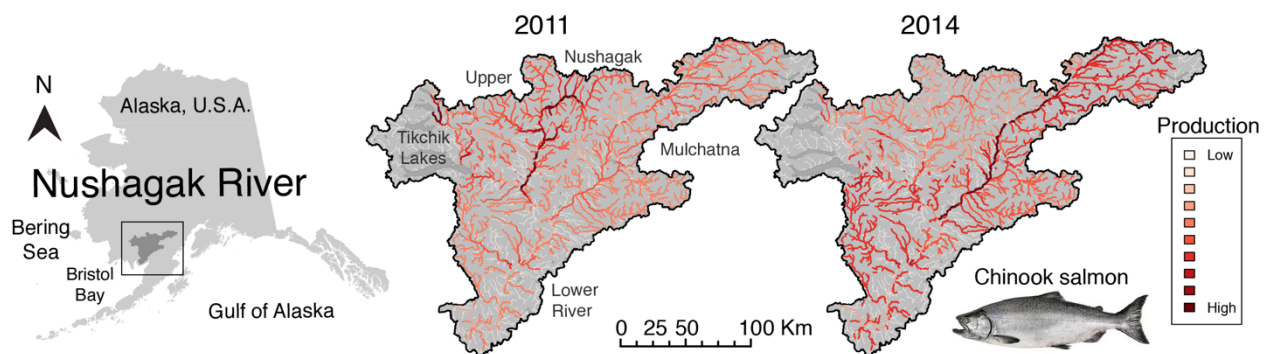 N
Alaska, U.S.A.
Nushagak River
Bering
Sea
Bristol
Bay
Gulf of Alaska
2011
Upper
Nushagak
Tikchik
Lakes
Mulchatna
Lower
River
0 25 50 100 Km
2014
Chinook salmon
Production
Low
High